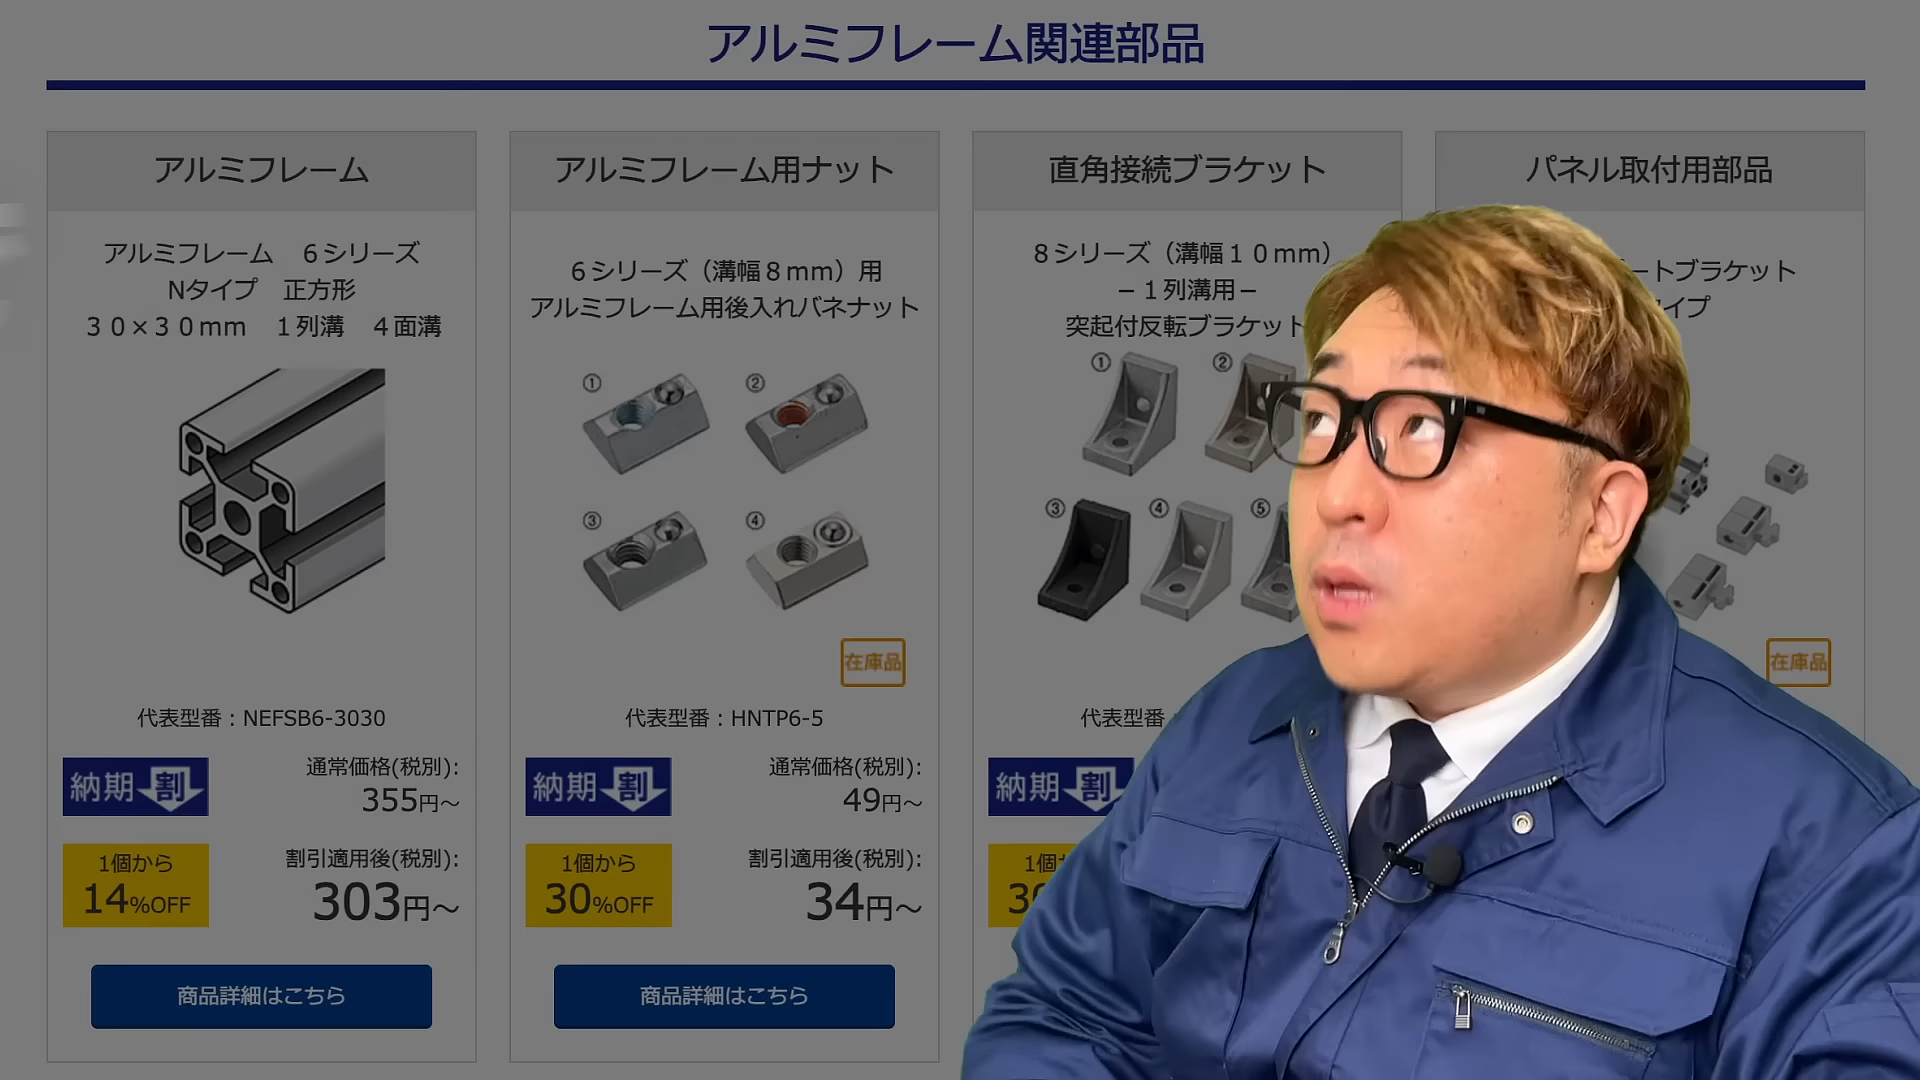 アルミフレーム関連部品
アルミフレーム
アルミフレーム　６シリーズ
Nタイプ　正方形
３０×３０mm　１列溝　４面溝
代表型番：NEFSB6-3030
納期割
通常価格(税別):
355円～
1個から
14%OFF
割引適用後(税別):
303円～
商品詳細はこちら
アルミフレーム用ナット
６シリーズ（溝幅８mm）用
アルミフレーム用後入れバネナット
①
②
③
④
在庫品
代表型番：HNTP6-5
納期割
通常価格(税別):
49円～
1個から
30%OFF
割引適用後(税別):
34円～
商品詳細はこちら
直角接続ブラケット
８シリーズ（溝幅１０mm）
－１列溝用－
突起付反転ブラケット
①
②
③
④
⑤
代表型番
納期割
パネル取付用部品
ートブラケット
イプ
在庫品